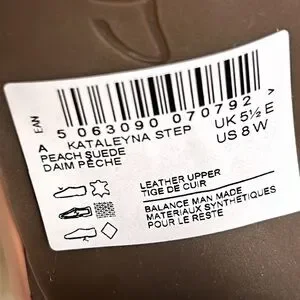 EAN
5 063090 070792 >
A KATALEYNA STEP UK 5½ E
PEACH SUEDE US 8 W
DAIM PÊCHE
LEATHER UPPER
TIGE DE CUIR
BALANCE MAN MADE
MATERIAUX SYNTHÉTIQUES
POUR LE RESTE